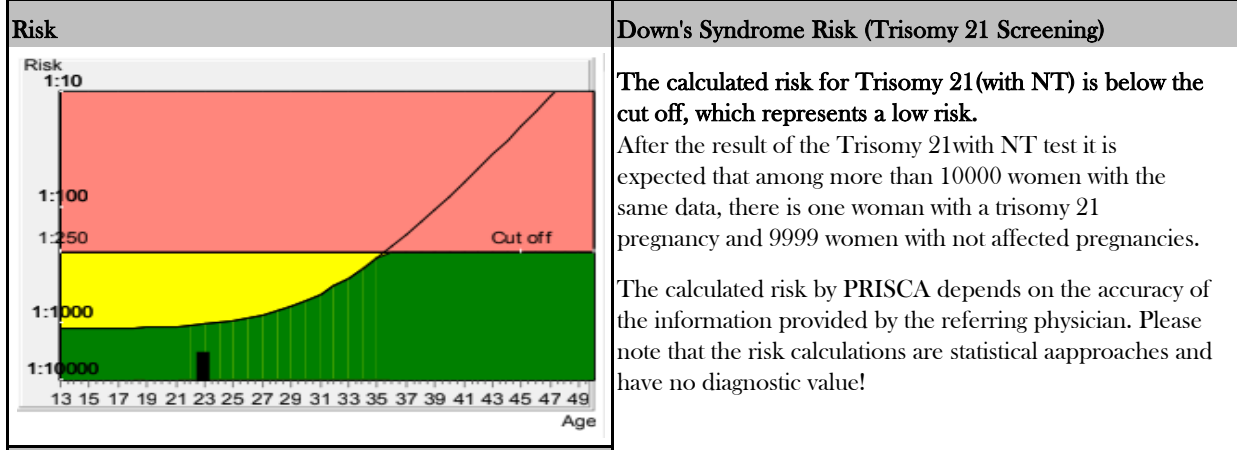 Risk
Down's Syndrome Risk (Trisomy 21 Screening)
Risk
1:10
1:100
1:250
Cut off
1:1000
1:10000
13 15 17 19 21 23 25 27 29 31 33 35 37 39 41 43 45 47 49
Age
The calculated risk for Trisomy 21(with NT) is below the
cut off, which represents a low risk.
After the result of the Trisomy 21with NT test it is
expected that among more than 10000 women with the
same data, there is one woman with a trisomy 21
pregnancy and 9999 women with not affected pregnancies.
The calculated risk by PRISCA depends on the accuracy of
the information provided by the referring physician. Please
note that the risk calculations are statistical aapproaches and
have no diagnostic value!